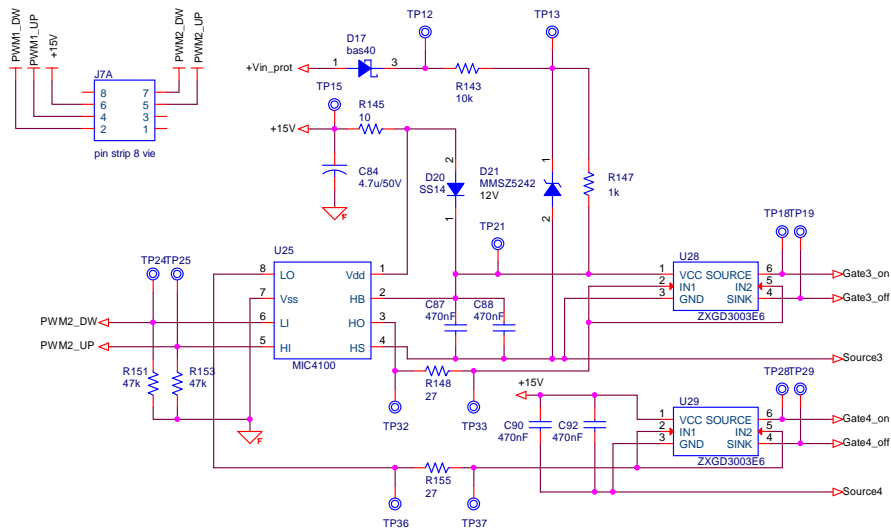 PWM1_DW
PWM1_UP
+15V
PWM2_DW
PWM2_UP
J7A
8 7
6 5
4 3
2 1
pin strip 8 vie
TP12
TP13
D17
bas40
+Vin_prot
1 3
R143
10k
TP15
R145
10
+15V
C84
4.7u/50V
F
2
D20
SS14
1
D21
MMSZ5242
12V
1
2
R147
1k
TP21
TP18
TP19
U28
1 VCC SOURCE 6
2 IN1 IN2 5
3 GND SINK 4
ZXGD3003E6
Gate3_on
Gate3_off
TP24
TP25
U25
8 LO Vdd 1
7 Vss HB 2
6 LI HO 3
5 HI HS 4
MIC4100
PWM2_DW
PWM2_UP
C87
470nF
C88
470nF
Source3
R151
47k
R153
47k
F
R148
27
TP32
TP33
+15V
C90
470nF
C92
470nF
TP28
TP29
U29
1 VCC SOURCE 6
2 IN1 IN2 5
3 GND SINK 4
ZXGD3003E6
Gate4_on
Gate4_off
R155
27
TP36
TP37
Source4